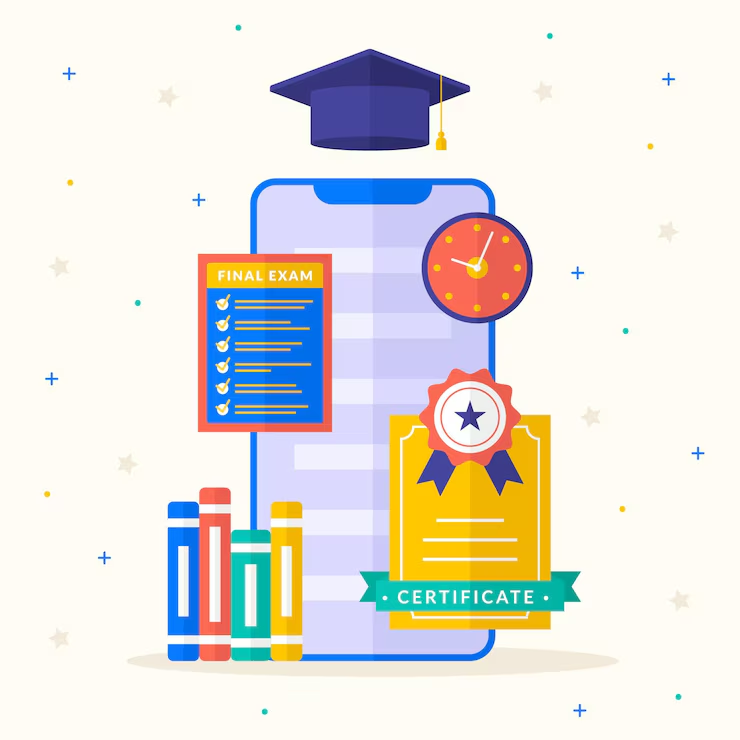 FINAL EXAM
• CERTIFICATE •